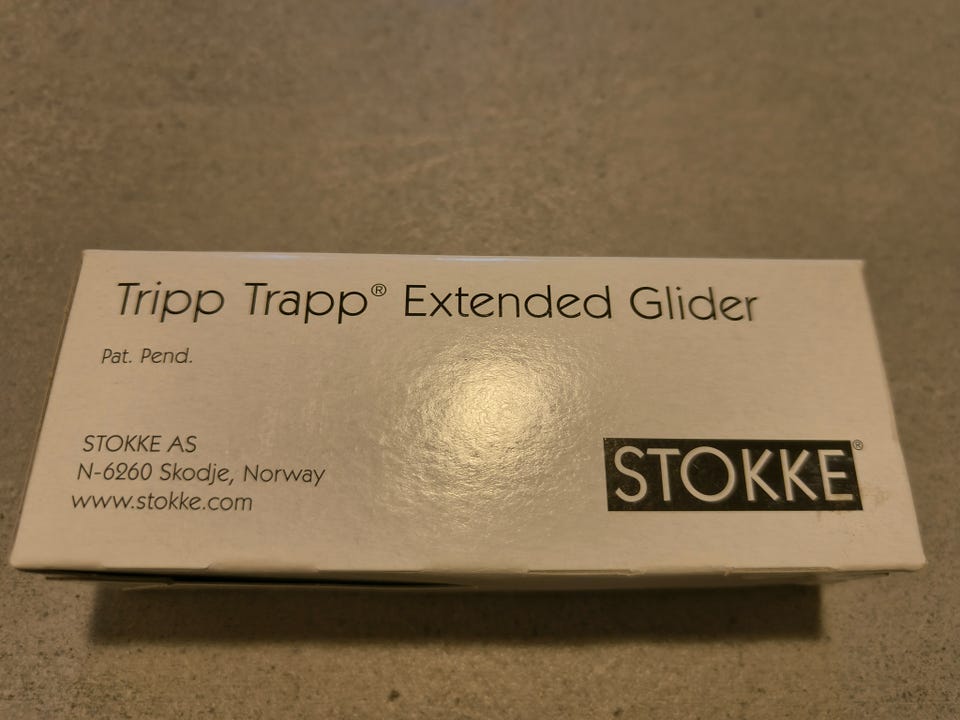 Tripp Trapp® Extended Glider
Pat. Pend.
STOKKE AS
N-6260 Skodje, Norway
www.stokke.com
STOKKE®